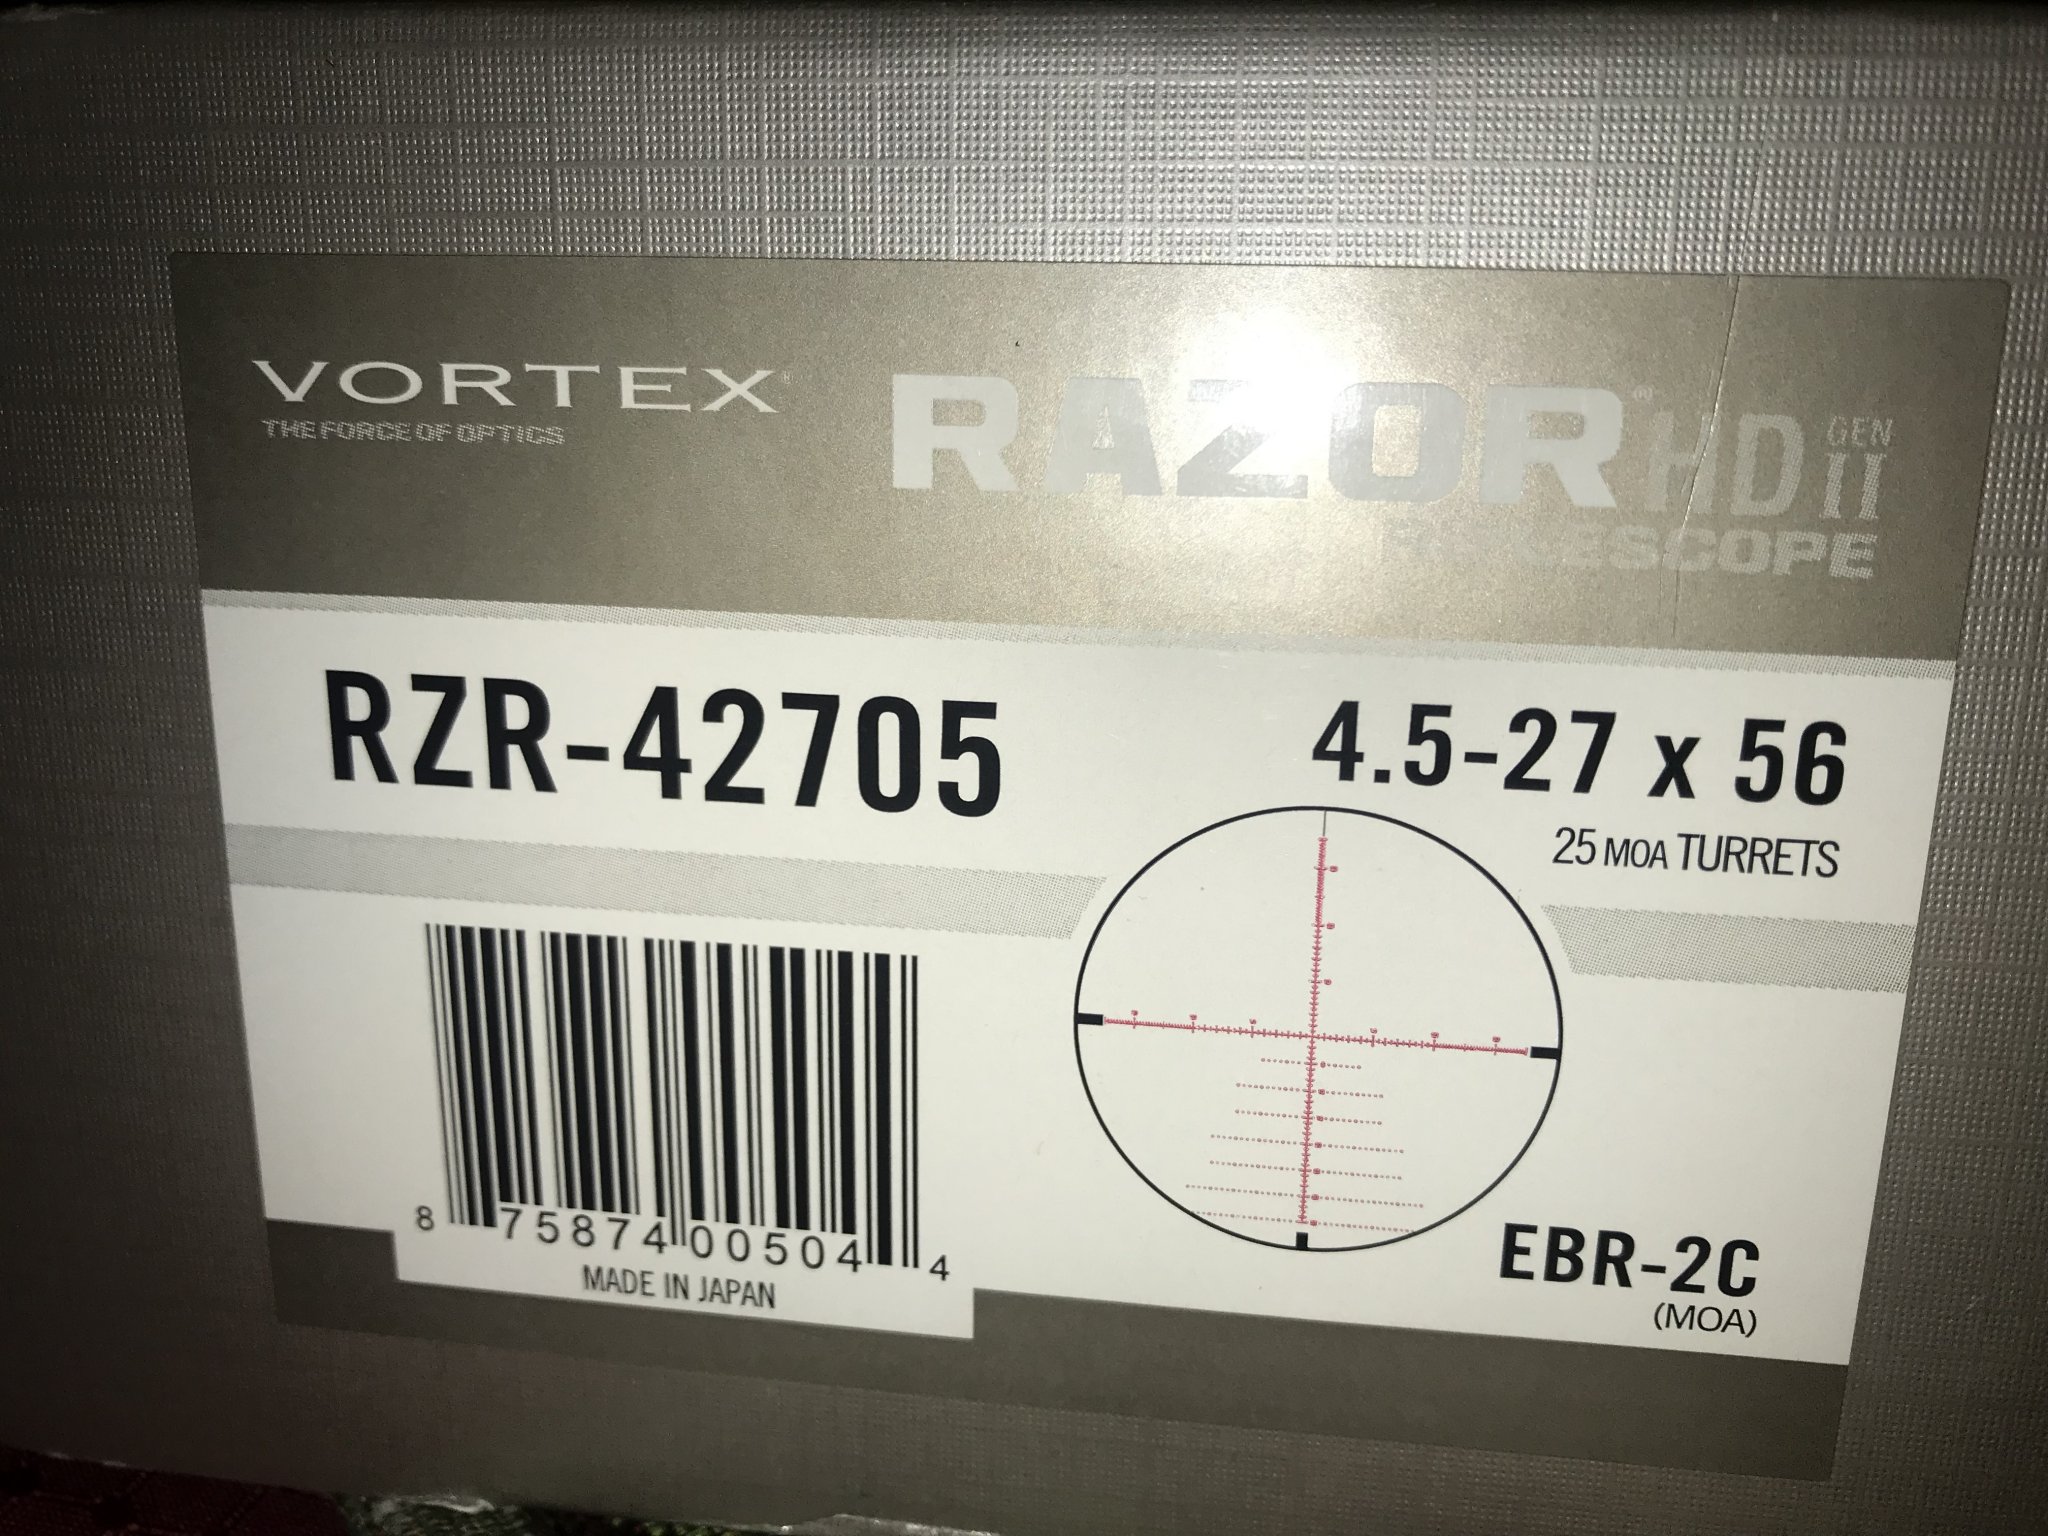 VORTEX
THE FORCE OF OPTICS
RAZOR HD GEN II
RIFLESCOPE
RZR-42705
4.5-27 x 56
25 MOA TURRETS
8 75874 00504 4
MADE IN JAPAN
EBR-2C
(MOA)